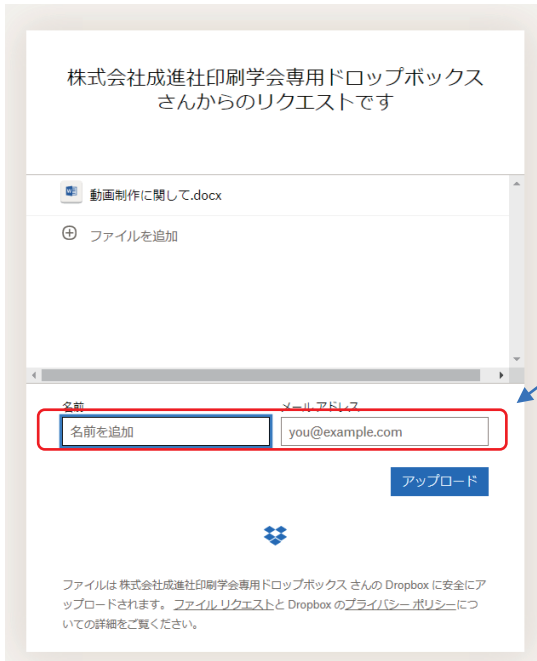 株式会社成進社印刷学会専用ドロップボックス
さんからのリクエストです
動画制作に関して.docx
ファイルを追加
名前 メール アドレス
名前を追加 you@example.com
アップロード
ファイルは 株式会社成進社印刷学会専用ドロップボックス さんの Dropbox に安全にア
ップロードされます。 ファイル リクエストと Dropbox のプライバシー ポリシーにつ
いての詳細をご覧ください。